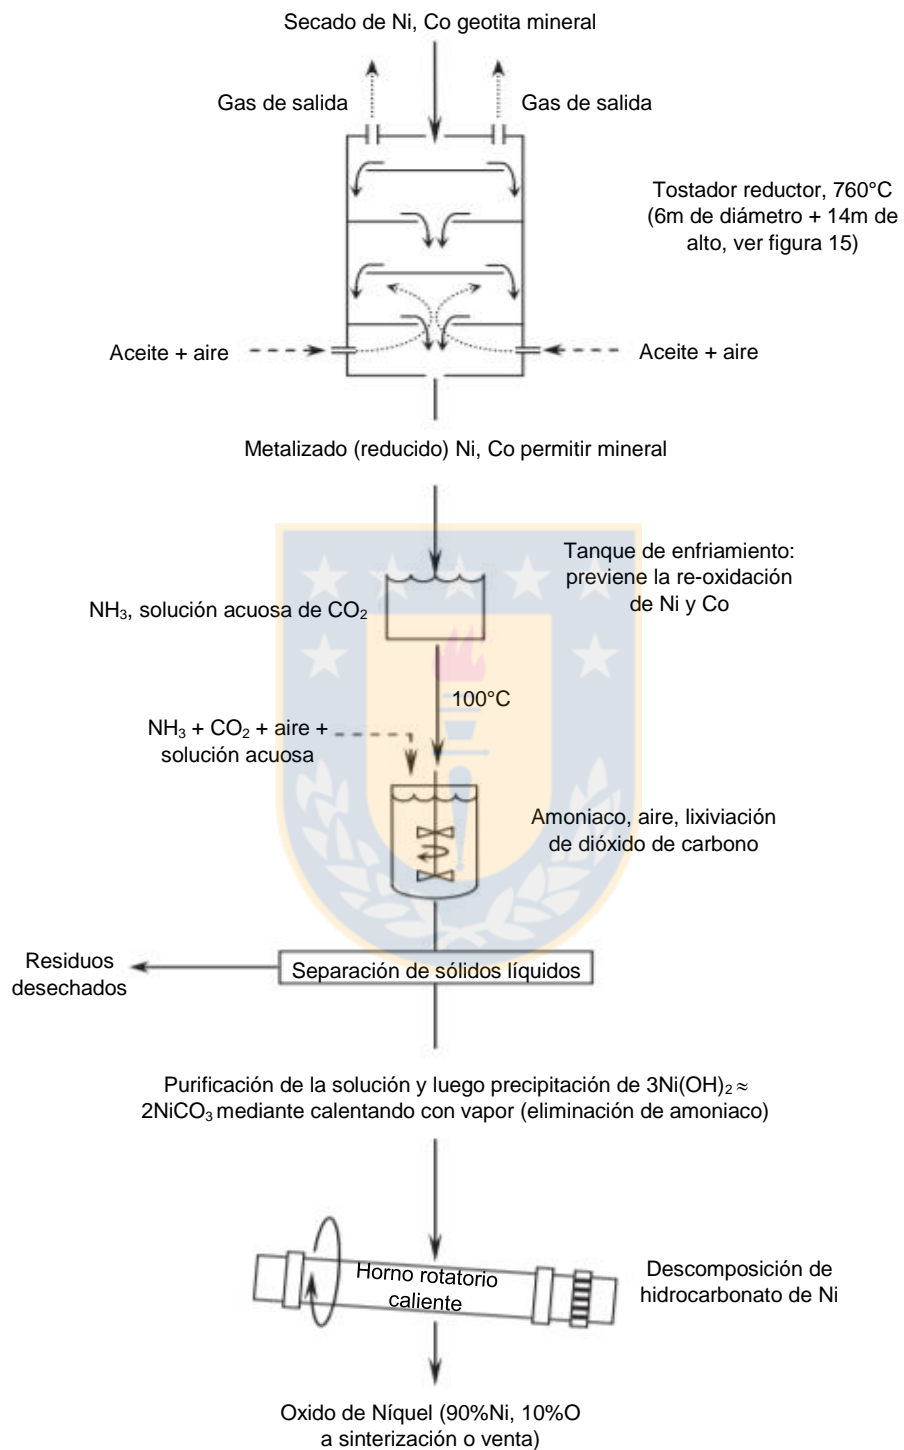 Secado de Ni, Co geotita mineral
Gas de salida
Gas de salida
Tostador reductor, 760°C
(6m de diámetro + 14m de
alto, ver figura 15)
Aceite + aire
Aceite + aire
Metalizado (reducido) Ni, Co permitir mineral
Tanque de enfriamiento:
previene la re-oxidación
de Ni y Co
NH₃, solución acuosa de CO₂
100°C
NH₃ + CO₂ + aire +
solución acuosa
Amoniaco, aire, lixiviación
de dióxido de carbono
Residuos
desechados
Separación de sólidos líquidos
Purificación de la solución y luego precipitación de 3Ni(OH)₂ ≈
2NiCO₃ mediante calentando con vapor (eliminación de amoniaco)
Horno rotatorio
caliente
Descomposición de
hidrocarbonato de Ni
Oxido de Níquel (90%Ni, 10%O
a sinterización o venta)